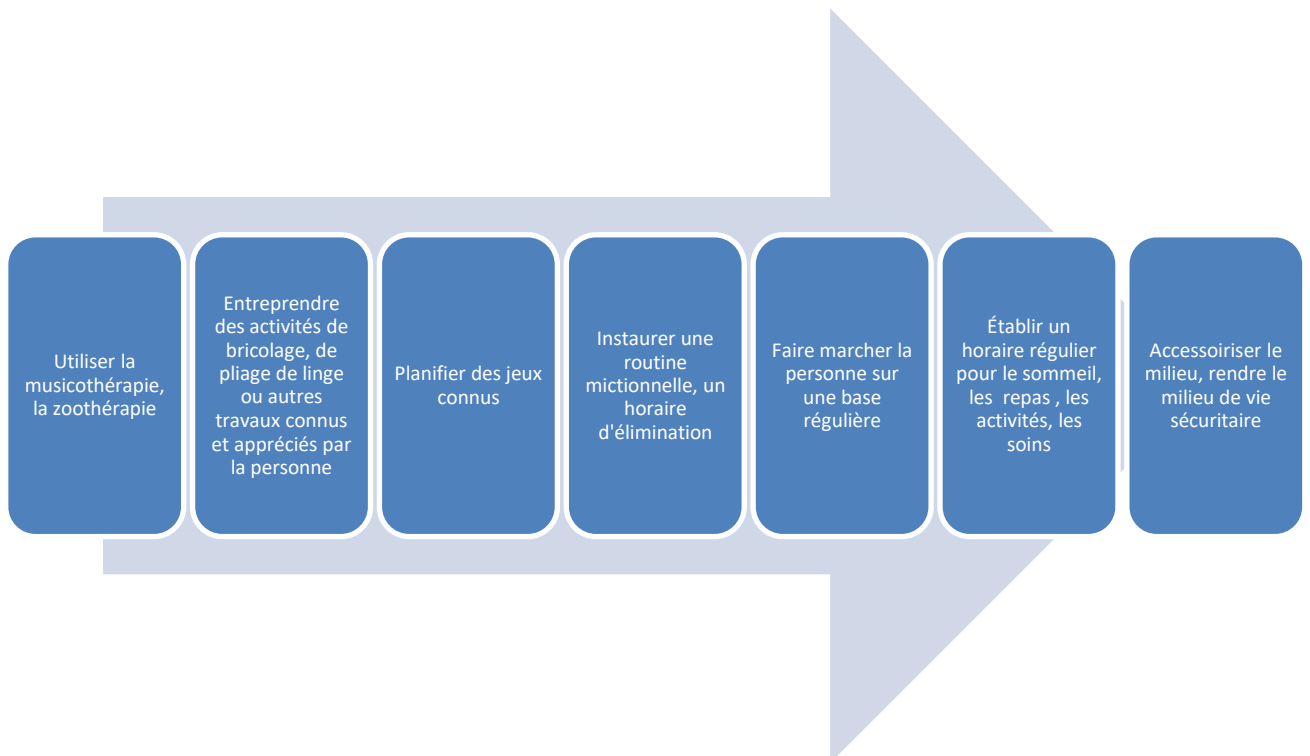 Utiliser la
musicothérapie,
la zoothérapie
Entreprendre
des activités de
bricolage, de
pliage de linge
ou autres
travaux connus
et appréciés par
la personne
Planifier des jeux
connus
Instaurer une
routine
mictionnelle, un
horaire
d'élimination
Faire marcher la
personne sur
une base
régulière
Établir un
horaire régulier
pour le sommeil,
les  repas , les
activités, les
soins
Accessoiriser le
milieu, rendre le
milieu de vie
sécuritaire